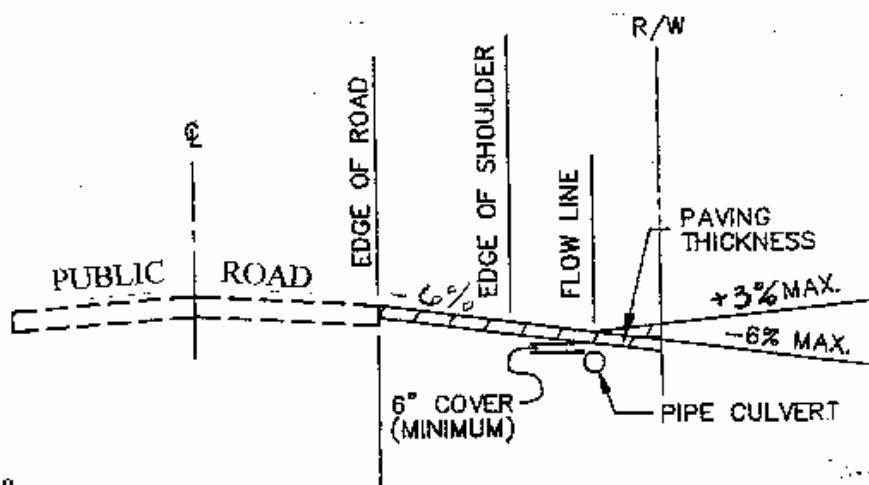 R/W
℄
EDGE OF ROAD
EDGE OF SHOULDER
FLOW LINE
PAVING
THICKNESS
PUBLIC ROAD
- 6%
+3% MAX.
-6% MAX.
6" COVER
(MINIMUM)
PIPE CULVERT